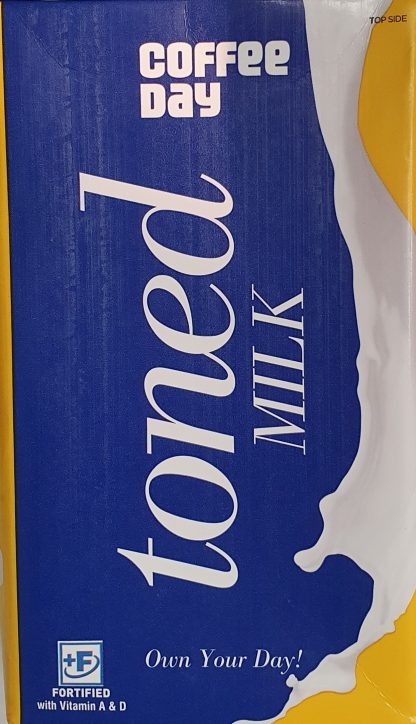 TOP SIDE
COFFee
Day
toned
MILK
Own Your Day!
+F
FORTIFIED
with Vitamin A & D